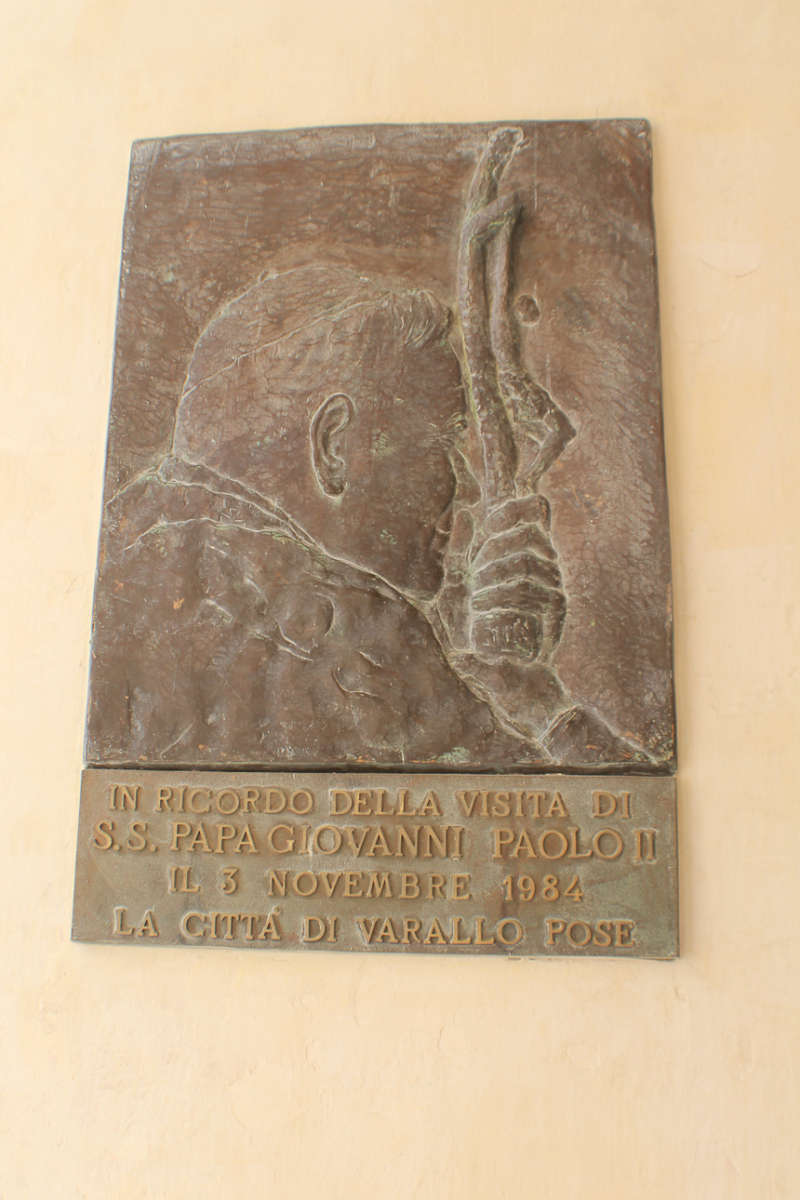 IN RICORDO DELLA VISITA DI
S.S. PAPA GIOVANNI PAOLO II
IL 3 NOVEMBRE 1984
LA CITTÀ DI VARALLO POSE